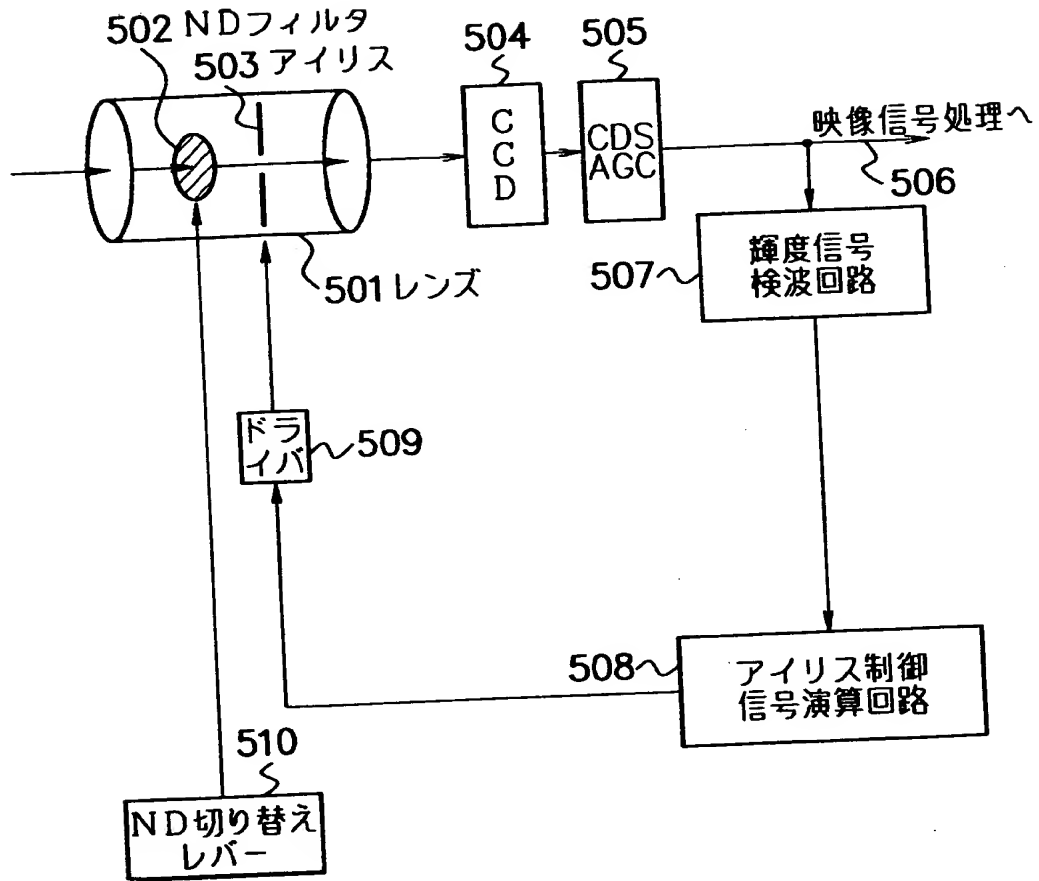 502 NDフィルタ
503 アイリス
504
505
CCD
CDS
AGC
映像信号処理へ
506
501 レンズ
507
輝度信号
検波回路
ドラ
イバ
509
508
アイリス制御
信号演算回路
510
ND切り替え
レバー